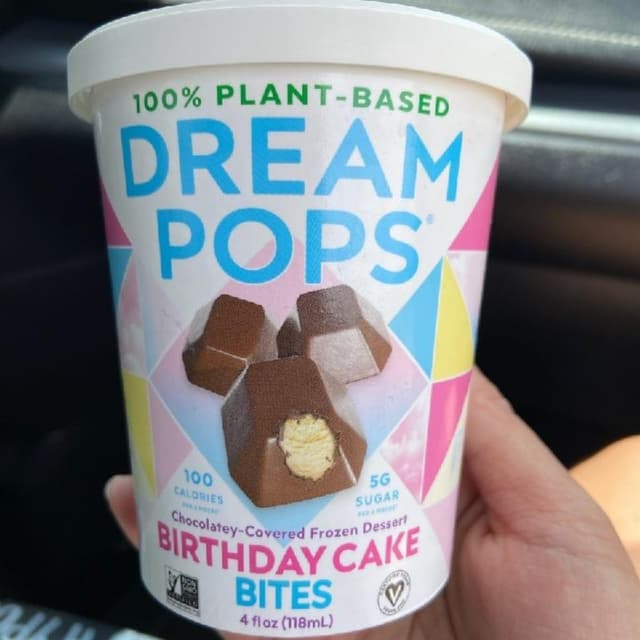 100% PLANT-BASED
DREAM
POPS®
100
CALORIES
5G
SUGAR
Chocolatey-Covered Frozen Dessert
BIRTHDAY CAKE
BITES
4 fl oz (118mL)